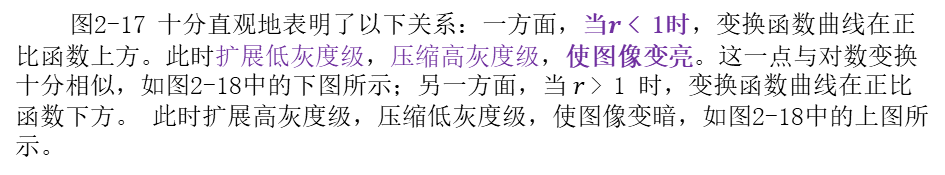 图2-17 十分直观地表明了以下关系：一方面，当r < 1时，变换函数曲线在正
比函数上方。此时扩展低灰度级，压缩高灰度级，使图像变亮。这一点与对数变换
十分相似，如图2-18中的下图所示；另一方面，当 r > 1 时，变换函数曲线在正比
函数下方。 此时扩展高灰度级，压缩低灰度级，使图像变暗，如图2-18中的上图所
示。